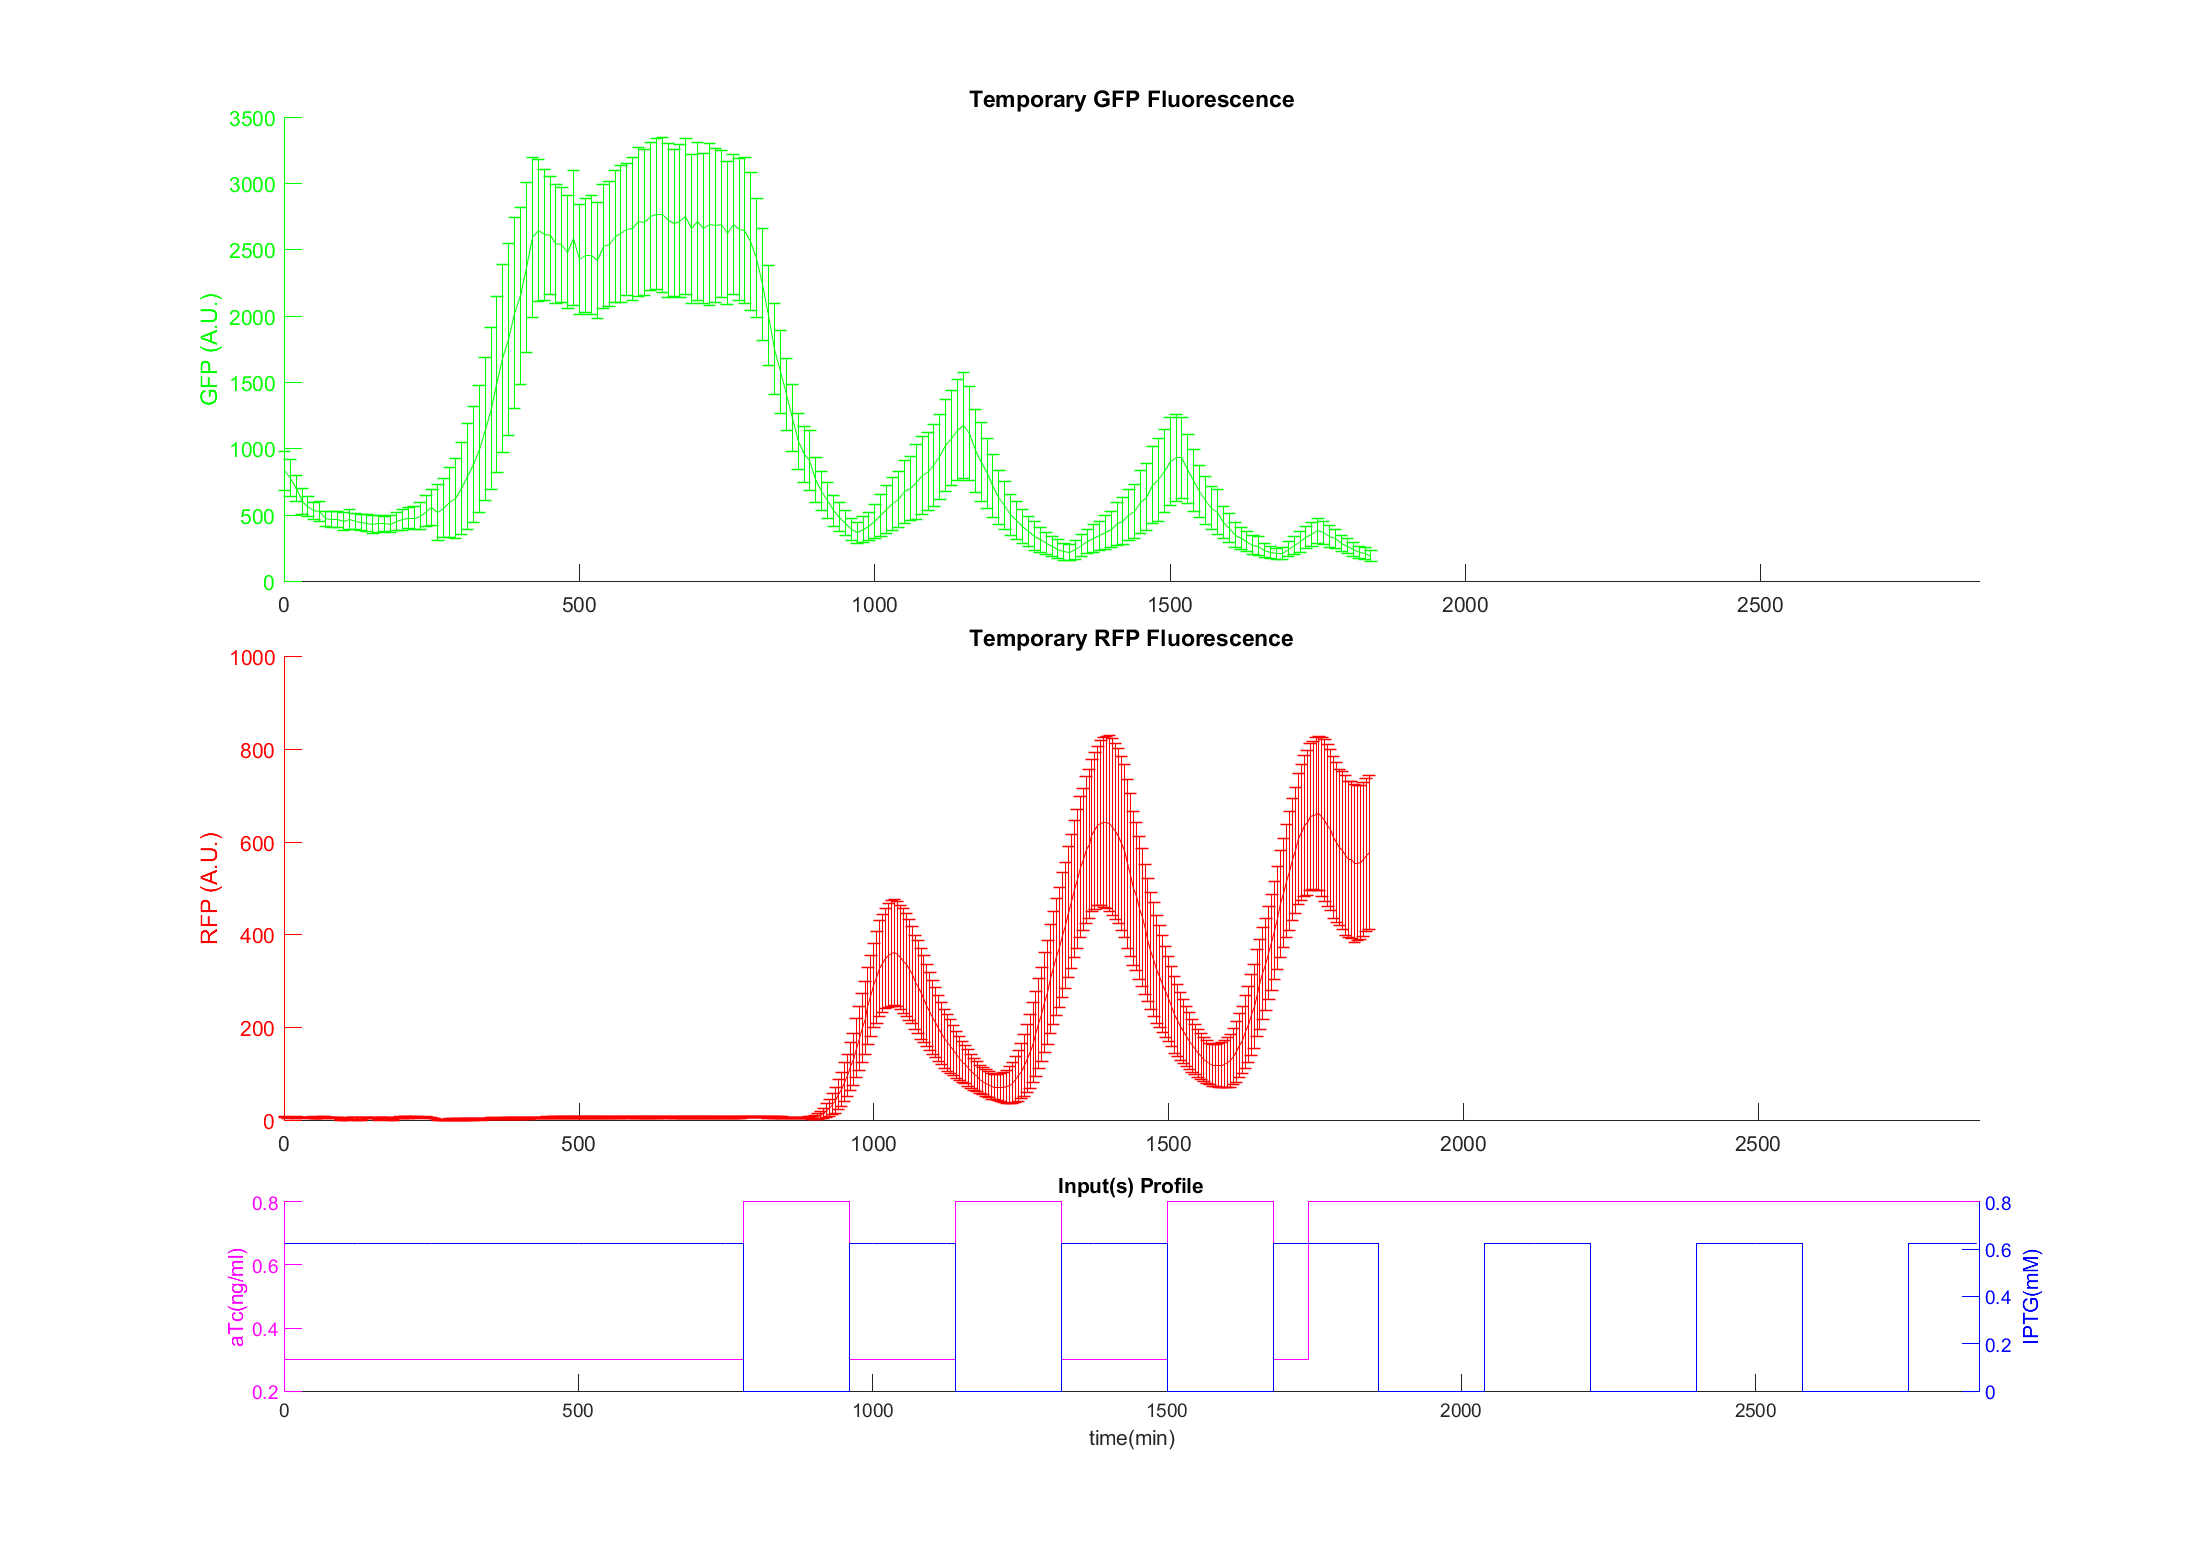 Temporary GFP Fluorescence
GFP (A.U.)
3500
3000
2500
2000
1500
1000
500
0
0 500 1000 1500 2000 2500
Temporary RFP Fluorescence
RFP (A.U.)
1000
800
600
400
200
0
0 500 1000 1500 2000 2500
Input(s) Profile
aTc(ng/ml)
0.8
0.6
0.4
0.2
IPTG(mM)
0.8
0.6
0.4
0.2
0
0 500 1000 1500 2000 2500
time(min)